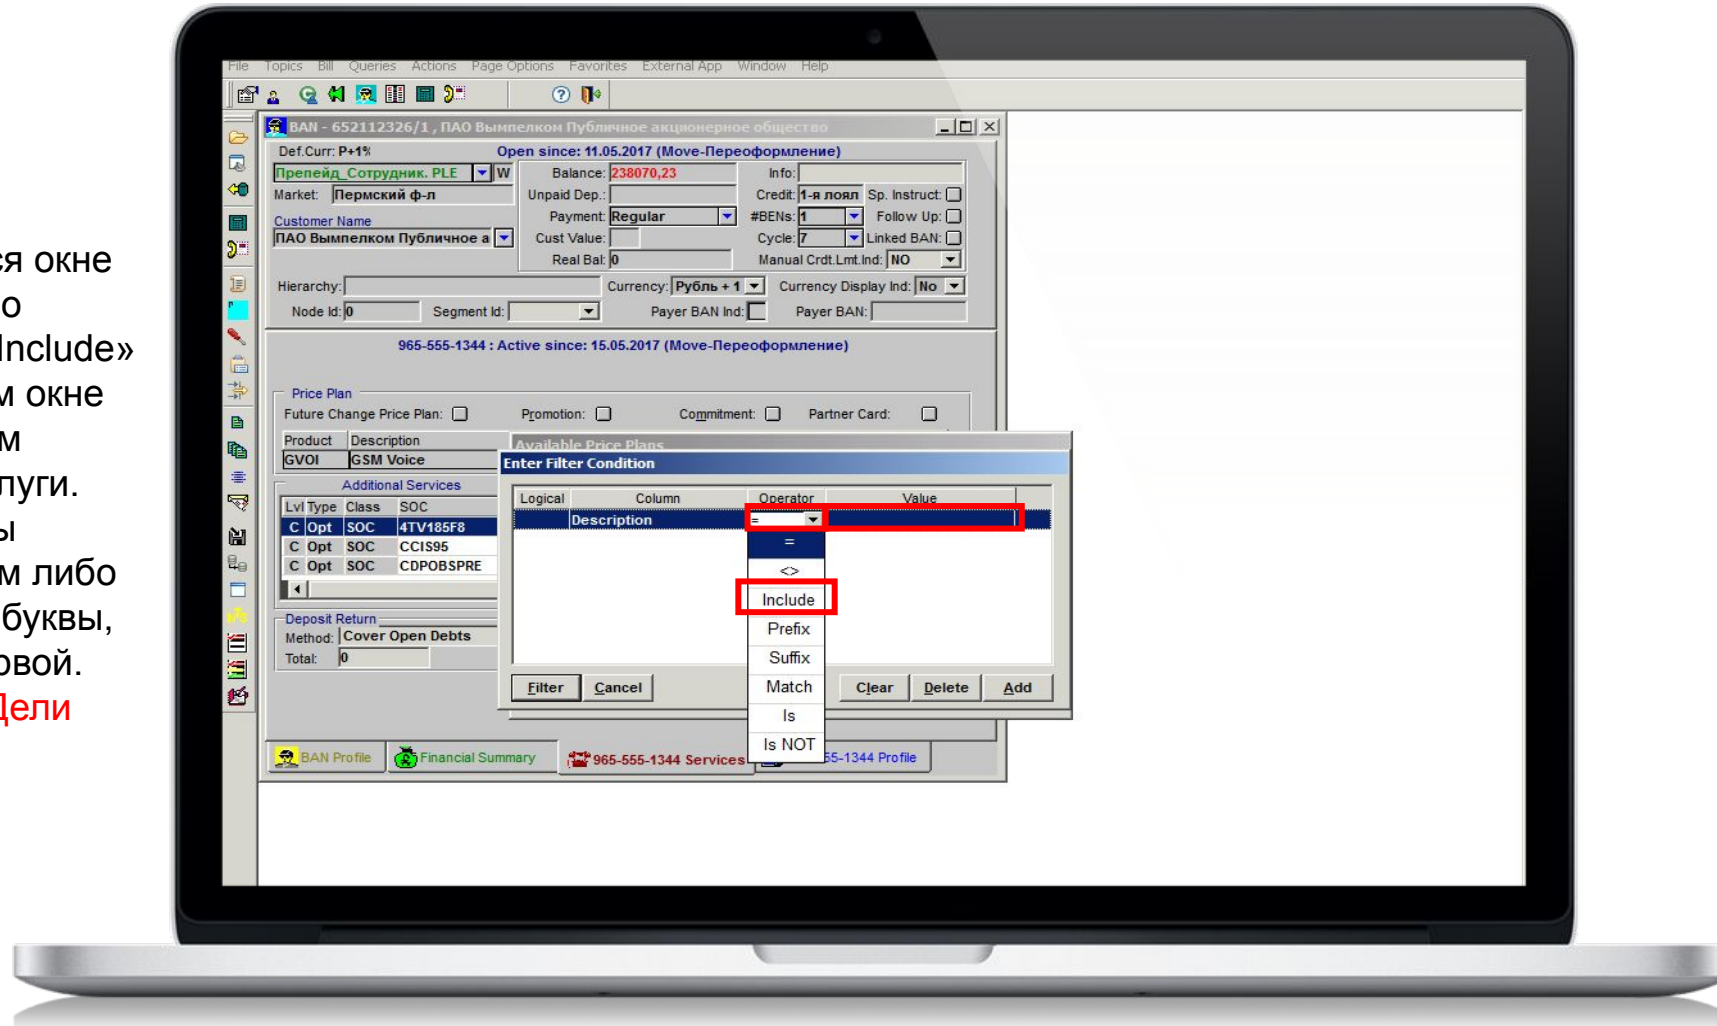 ся окне
о
Include»
м окне
м
луги.
ы
м либо
буквы,
овой.
Дели
File Topics Bill Queries Actions Page Options Favorites External App Window Help
BAN - 652112326/1 , ПАО Вымпелком Публичное акционерное общество
Def.Curr: P+1% Open since: 11.05.2017 (Move-Переоформление)
Препейд_Сотрудник. PLE W Balance: 238070,23 Info:
Market: Пермский ф-л Unpaid Dep.: Credit: 1-я лоял Sp. Instruct:
Customer Name Payment: Regular #BENs: 1 Follow Up:
ПАО Вымпелком Публичное а Cust Value: Cycle: 7 Linked BAN:
Real Bal: 0 Manual Crdt.Lmt.Ind: NO
Hierarchy: Currency: Рубль + 1 Currency Display Ind: No
Node Id: 0 Segment Id: Payer BAN Ind: Payer BAN:
965-555-1344 : Active since: 15.05.2017 (Move-Переоформление)
Price Plan
Future Change Price Plan: Promotion: Commitment: Partner Card:
Product Description
GVOI GSM Voice
Available Price Plans
Enter Filter Condition
Additional Services
Lvl Type Class SOC
C Opt SOC 4TV185F8
C Opt SOC CCIS95
C Opt SOC CDPOBSPRE
Logical Column Operator Value
Description =
=
<>
Include
Prefix
Suffix
Match
Is
Is NOT
Deposit Return
Method: Cover Open Debts
Total: 0
Filter Cancel Clear Delete Add
BAN Profile Financial Summary 965-555-1344 Services 55-1344 Profile